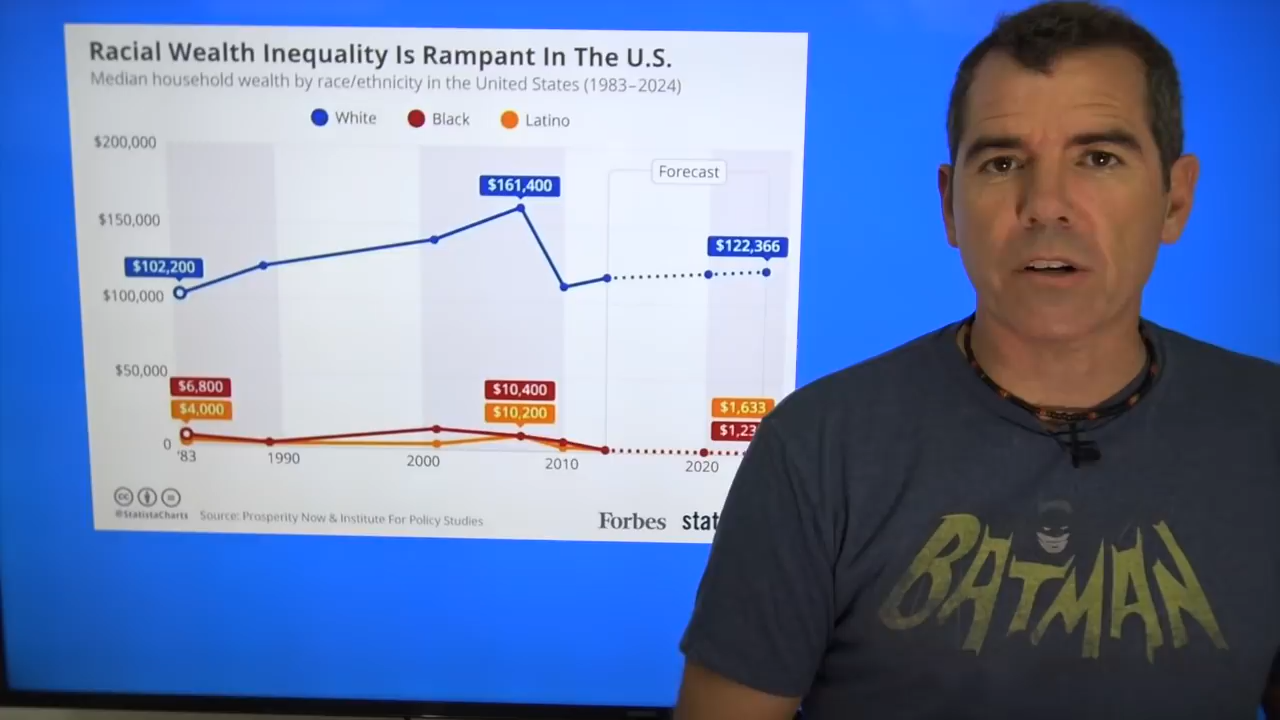 Racial Wealth Inequality Is Rampant In The U.S.
Median household wealth by race/ethnicity in the United States (1983–2024)
White Black Latino
$200,000
Forecast
$161,400
$150,000
$122,366
$102,200
$100,000
$50,000
$6,800
$10,400
$4,000
$10,200
$1,633
$1,23
0
'83 1990 2000 2010 2020
@StatistaCharts Source: Prosperity Now & Institute For Policy Studies
Forbes stat
BATMAN